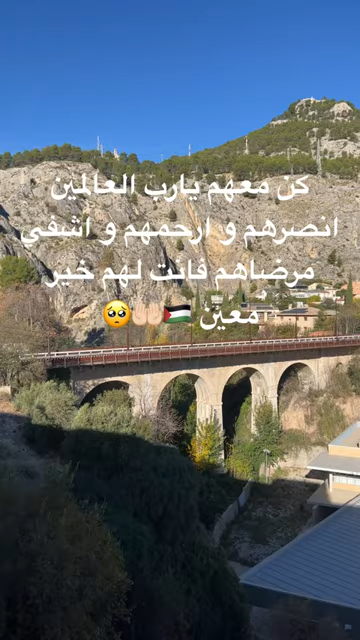 كن معهم يارب العالمين
انصرهم و ارحمهم و اشفي
مرضاهم فانت لهم خير
معين 🇵🇸🤲🏻🥺